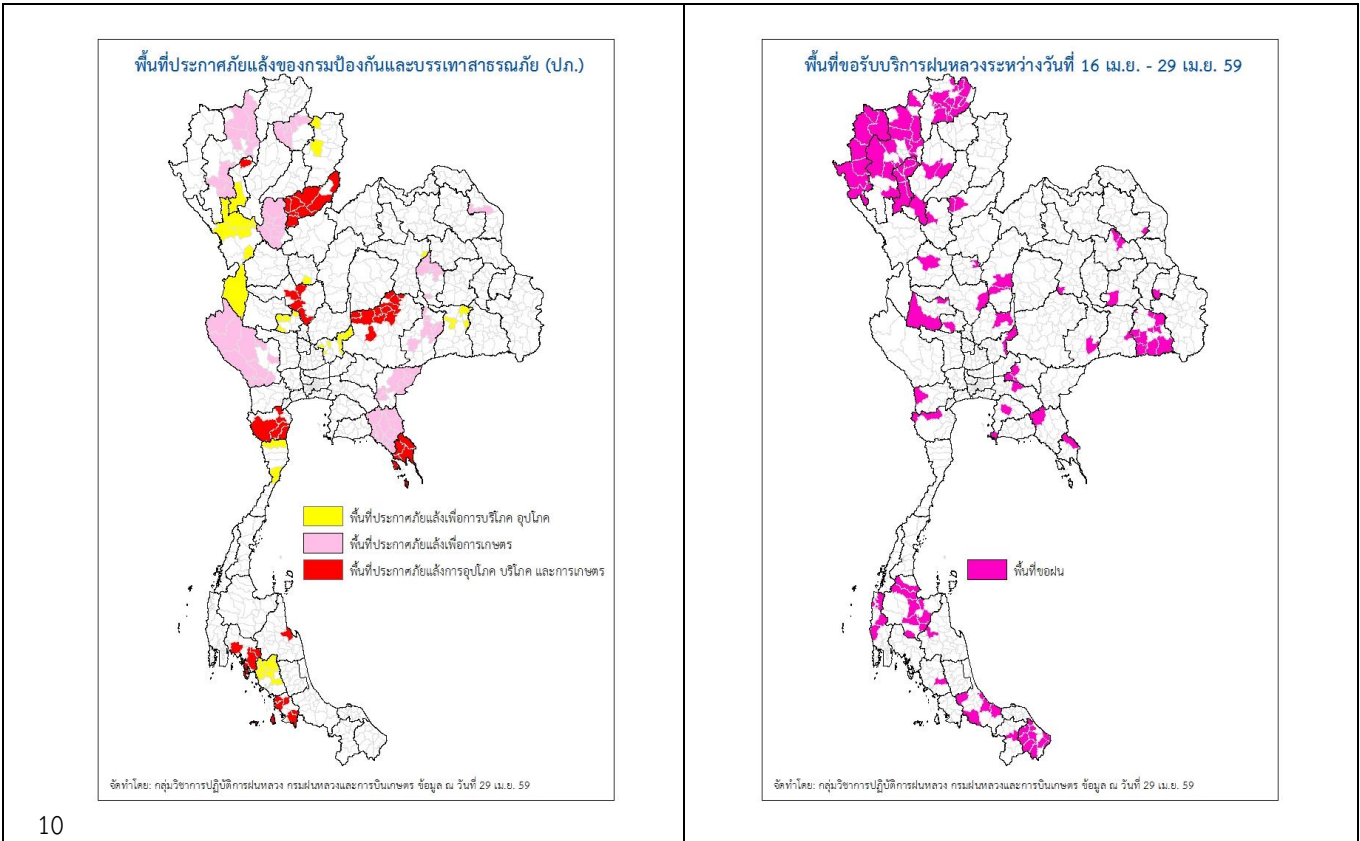 พื้นที่ประกาศภัยแล้งของกรมป้องกันและบรรเทาสาธรณภัย (ปภ.)
พื้นที่ประกาศภัยแล้งเพื่อการบริโภค อุปโภค
พื้นที่ประกาศภัยแล้งเพื่อการเกษตร
พื้นที่ประกาศภัยแล้งการอุปโภค บริโภค และการเกษตร
จัดทำโดย: กลุ่มวิชาการปฏิบัติการฝนหลวง กรมฝนหลวงและการบินเกษตร ข้อมูล ณ วันที่ 29 เม.ย. 59
10
พื้นที่ขอรับบริการฝนหลวงระหว่างวันที่ 16 เม.ย. - 29 เม.ย. 59
พื้นที่ขอฝน
จัดทำโดย: กลุ่มวิชาการปฏิบัติการฝนหลวง กรมฝนหลวงและการบินเกษตร ข้อมูล ณ วันที่ 29 เม.ย. 59